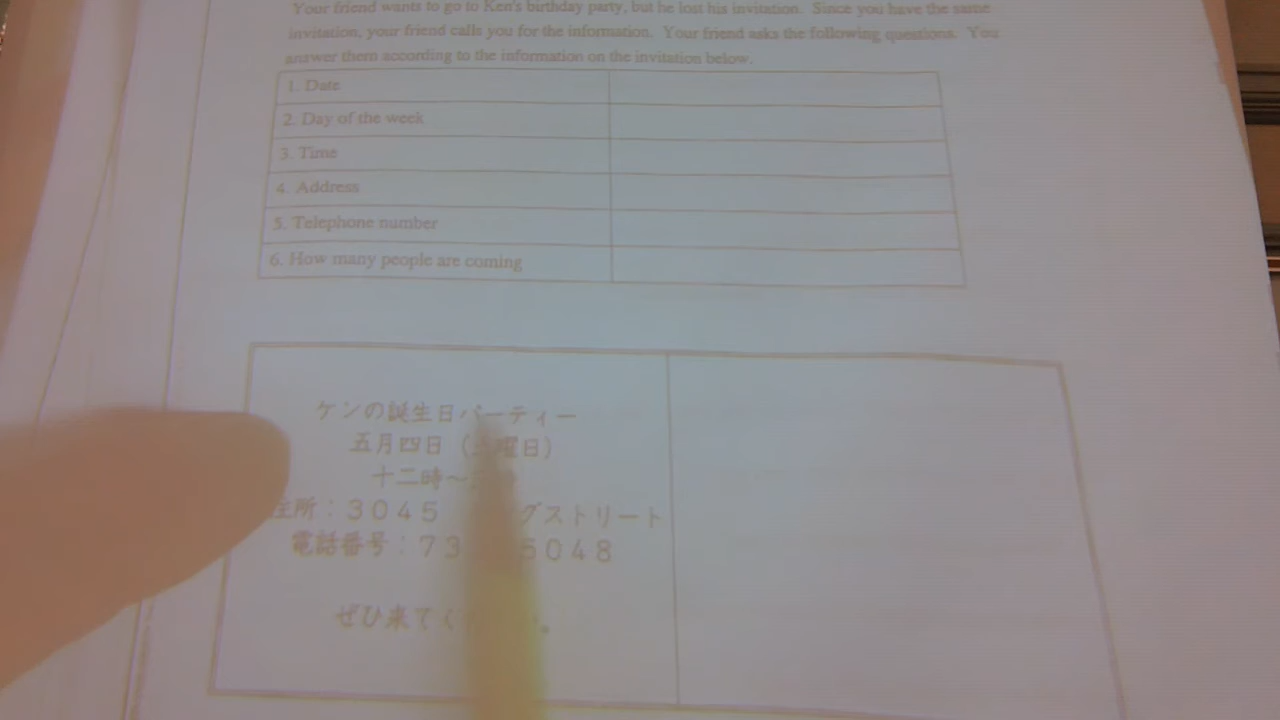 Your friend wants to go to Ken's birthday party, but he lost his invitation. Since you have the same
invitation, your friend calls you for the information. Your friend asks the following questions. You
answer them according to the information on the invitation below.
1. Date
2. Day of the week
3. Time
4. Address
5. Telephone number
6. How many people are coming
ケンの誕生日パーティー
五月四日（ 曜日）
十二時～
住所：３０４５ グストリート
電話番号：７３ ５０４８
ぜひ来てく 。